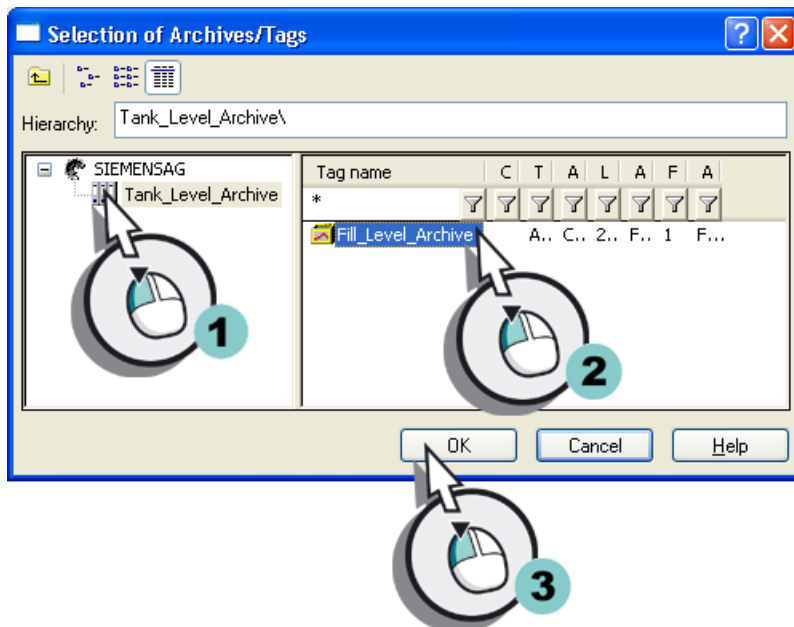 Selection of Archives/Tags
Hierarchy: Tank_Level_Archive\
SIEMENSAG
Tank_Level_Archive
1
Tag name C T A L A F A
*
Fill_Level_Archive A.. C.. 2.. F.. 1 F...
2
OK Cancel Help
3